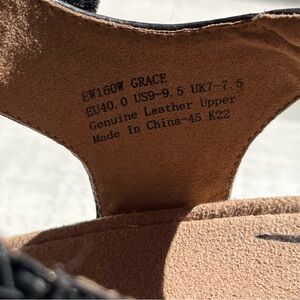 EW160W GRACE
EU40.0 US9-9.5 UK7-7.5
Genuine Leather Upper
Made In China-45 K22